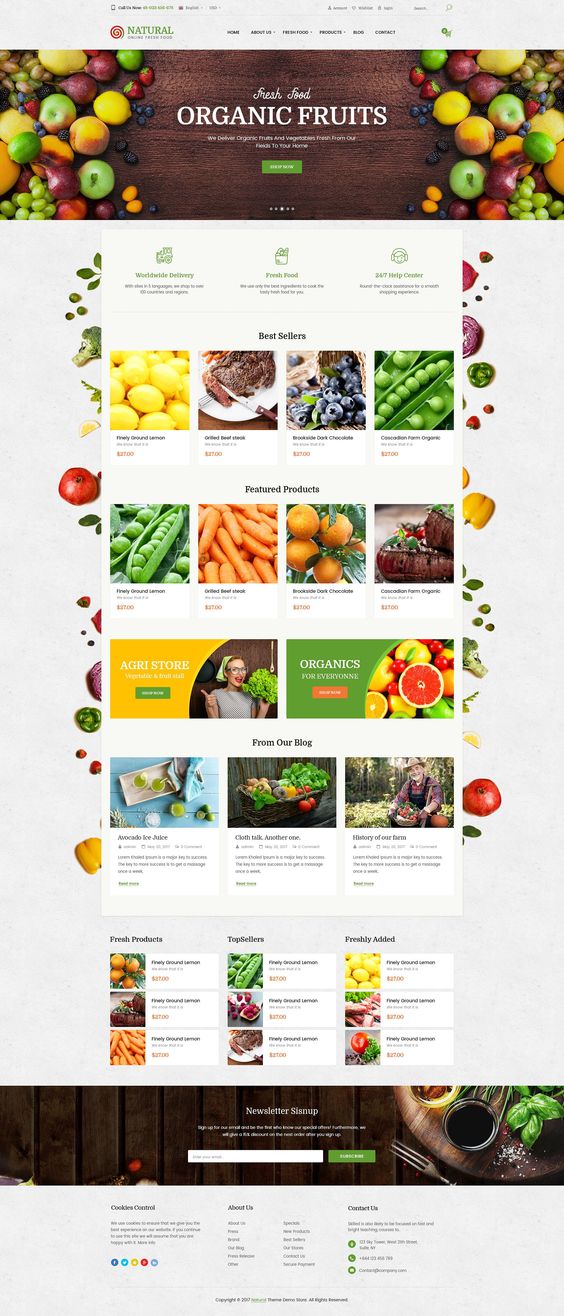 Call Us Now: 
English
USD
Account
Wishlist
login
Search...
NATURAL
ONLINE FRESH FOOD
HOME
ABOUT US
FRESH FOOD
PRODUCTS
BLOG
CONTACT
Fresh Food
ORGANIC FRUITS
We Deliver Organic Fruits And Vegetables Fresh From Our
Fields To Your Home
SHOP NOW
Worldwide Delivery
With sites in 5 languages, we ship to over
100 countries and regions.
Fresh Food
We use only the best ingredients to cook the
tasty fresh food for you.
24/7 Help Center
Round-the-clock assistance for a smooth
shopping experience.
Best Sellers
Finely Ground Lemon
We know that it is
$27.00
Grilled Beef steak
We know that it is
$27.00
Brookside Dark Chocolate
We know that it is
$27.00
Cascadian Farm Organic
We know that it is
$27.00
Featured Products
Finely Ground Lemon
We know that it is
$27.00
Grilled Beef steak
We know that it is
$27.00
Brookside Dark Chocolate
We know that it is
$27.00
Cascadian Farm Organic
We know that it is
$27.00
AGRI STORE
Vegetable & fruit stall
SHOP NOW
ORGANICS
FOR EVERYONNE
SHOP NOW
From Our Blog
Avocado Ice Juice
admin May 20, 2017 0 Comment
Lorem Khaled Ipsum is a major key to success.
The key to more success is to get a massage
once a week,
Read more
Cloth talk. Another one.
admin May 20, 2017 0 Comment
Lorem Khaled Ipsum is a major key to success.
The key to more success is to get a massage
once a week,
Read more
History of our farm
admin May 20, 2017 0 Comment
Lorem Khaled Ipsum is a major key to success.
The key to more success is to get a massage
once a week,
Read more
Fresh Products
Finely Ground Lemon
We know that it is
$27.00
Finely Ground Lemon
We know that it is
$27.00
Finely Ground Lemon
We know that it is
$27.00
TopSellers
Finely Ground Lemon
We know that it is
$27.00
Finely Ground Lemon
We know that it is
$27.00
Finely Ground Lemon
We know that it is
$27.00
Freshly Added
Finely Ground Lemon
We know that it is
$27.00
Finely Ground Lemon
We know that it is
$27.00
Finely Ground Lemon
We know that it is
$27.00
Newsletter Sisnup
Sign up for our email and be the first who know our special offers! Furthermore, we
will give a 15% discount on the next order after you sign up.
Enter your email...
SUBSCRIBE
Cookies Control
We use cookies to ensure that we give you the
best experience on our website. If you continue
to use this site we will assume that you are
happy with it. More info
About Us
About Us
Press
Brand
Our Blog
Press Release
Other
Specials
New Products
Best Sellers
Our Stores
Contact Us
Secure Payment
Contact Us
Skilled is also likely to be focused on fast and
bright teaching, courses to..
123 Sky Tower, West 21th Street,
Suite, NY
+844 123 456 789
Contact@company.com
Copyright © 2017 Natural Theme Demo Store. All Rights Reserved.